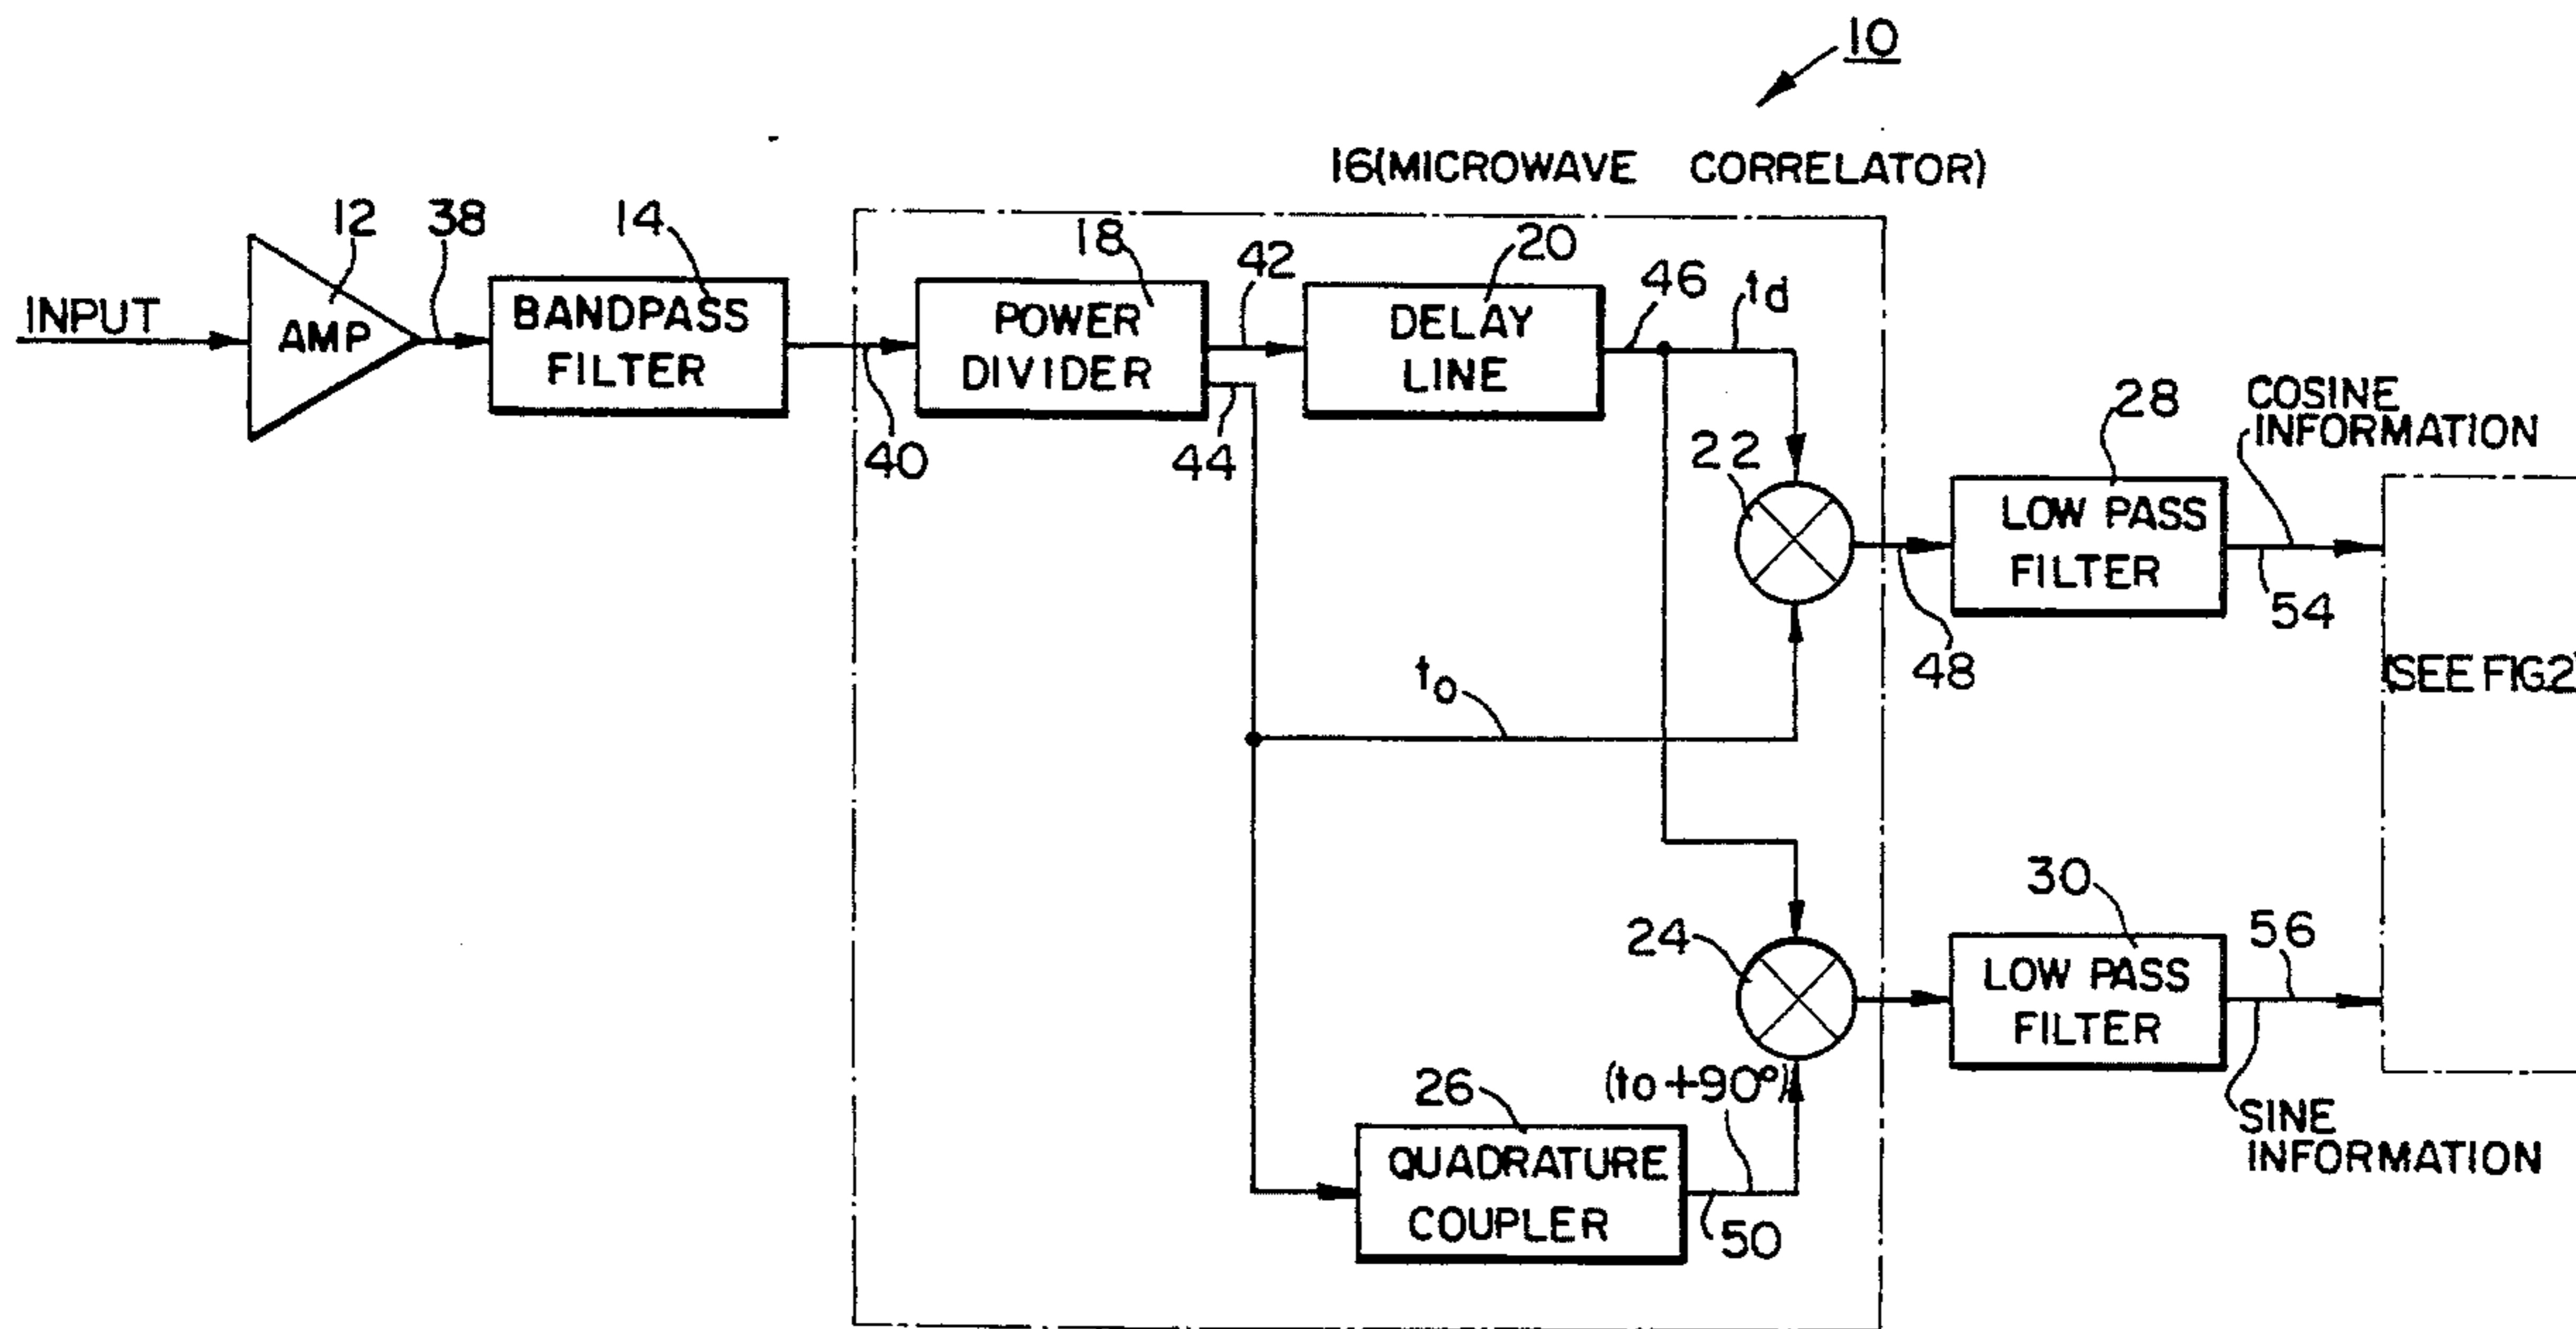 10
16(MICROWAVE CORRELATOR)
12
38
14
18
42
20
46
td
INPUT
AMP
BANDPASS
FILTER
POWER
DIVIDER
DELAY
LINE
40
44
22
28
COSINE
INFORMATION
LOW PASS
FILTER
48
54
to
(SEE FIG.2)
24
30
56
LOW PASS
FILTER
SINE
INFORMATION
26
(to+90°)
QUADRATURE
COUPLER
50